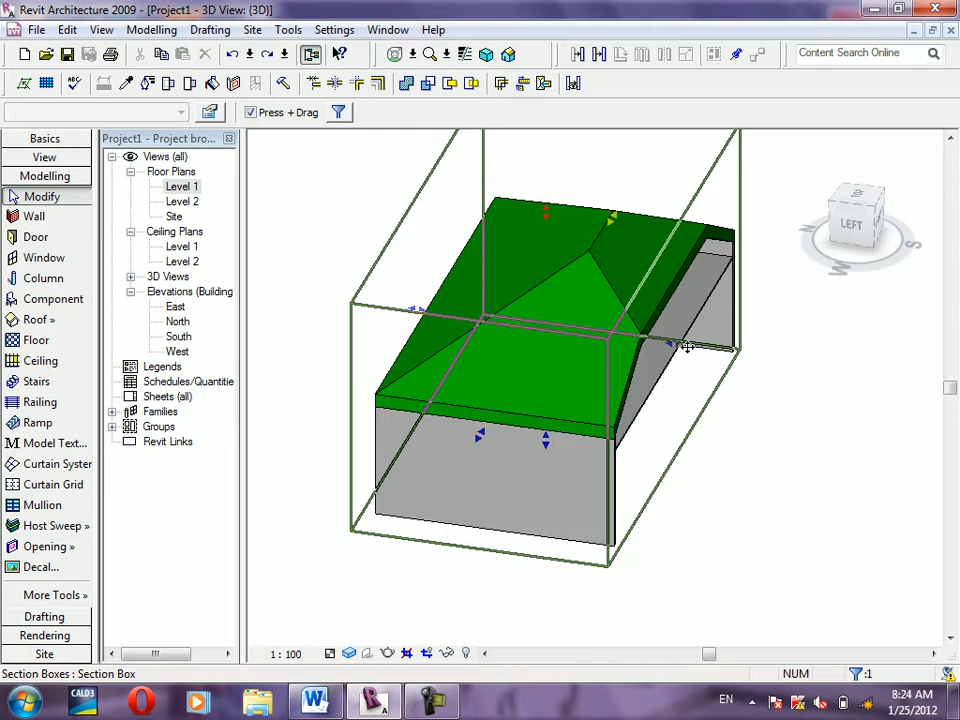 Revit Architecture 2009 - [Project1 - 3D View: {3D}]
File Edit View Modelling Drafting Site Tools Settings Window Help
Content Search Online
Press + Drag
Basics
View
Modelling
Modify
Wall
Door
Window
Column
Component
Roof »
Floor
Ceiling
Stairs
Railing
Ramp
Model Text...
Curtain Syster
Curtain Grid
Mullion
Host Sweep »
Opening »
Decal...
More Tools »
Drafting
Rendering
Site
Project1 - Project bro...
Views (all)
Floor Plans
Level 1
Level 2
Site
Ceiling Plans
Level 1
Level 2
3D Views
Elevations (Building
East
North
South
West
Legends
Schedules/Quantitie
Sheets (all)
Families
Groups
Revit Links
LEFT
N
S
W
1 : 100
Section Boxes : Section Box
NUM
:1
CALD3
EN
8:24 AM
1/25/2012